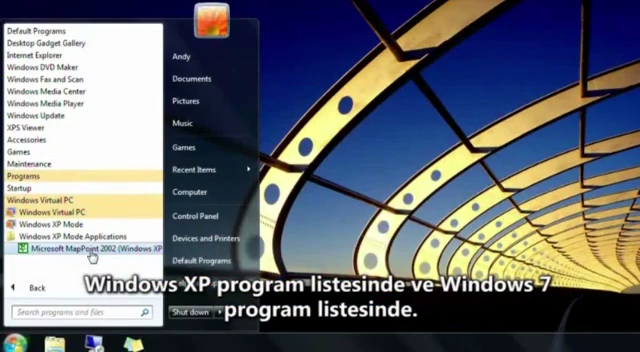 Default Programs
Desktop Gadget Gallery
Internet Explorer
Windows DVD Maker
Windows Fax and Scan
Windows Media Center
Windows Media Player
Windows Update
XPS Viewer
Accessories
Games
Maintenance
Programs
Startup
Windows Virtual PC
Windows Virtual PC
Windows XP Mode
Windows XP Mode Applications
Microsoft MapPoint 2002 (Windows XP
Back
Search programs and files
Andy
Documents
Pictures
Music
Games
Recent Items
Computer
Control Panel
Devices and Printers
Default Programs
Shut down
Windows XP program listesinde ve Windows 7
program listesinde.